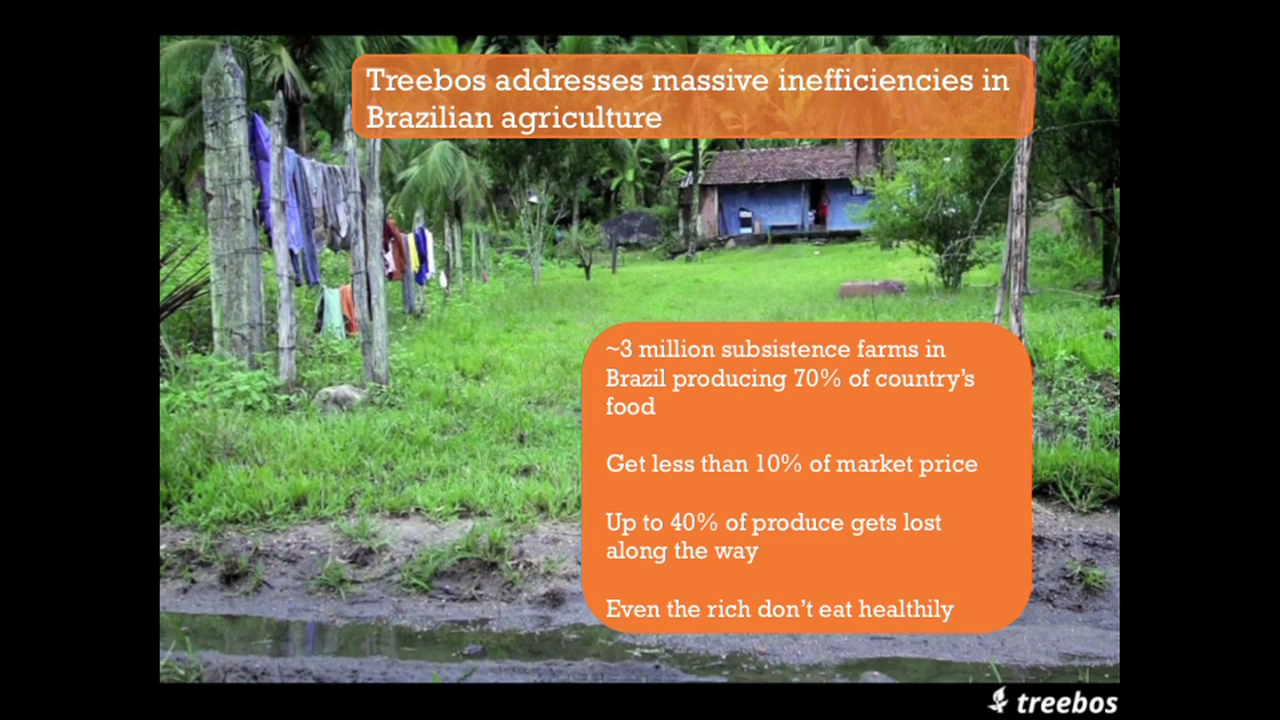 Treebos addresses massive inefficiencies in
Brazilian agriculture
~3 million subsistence farms in
Brazil producing 70% of country’s
food
Get less than 10% of market price
Up to 40% of produce gets lost
along the way
Even the rich don’t eat healthily
treebos